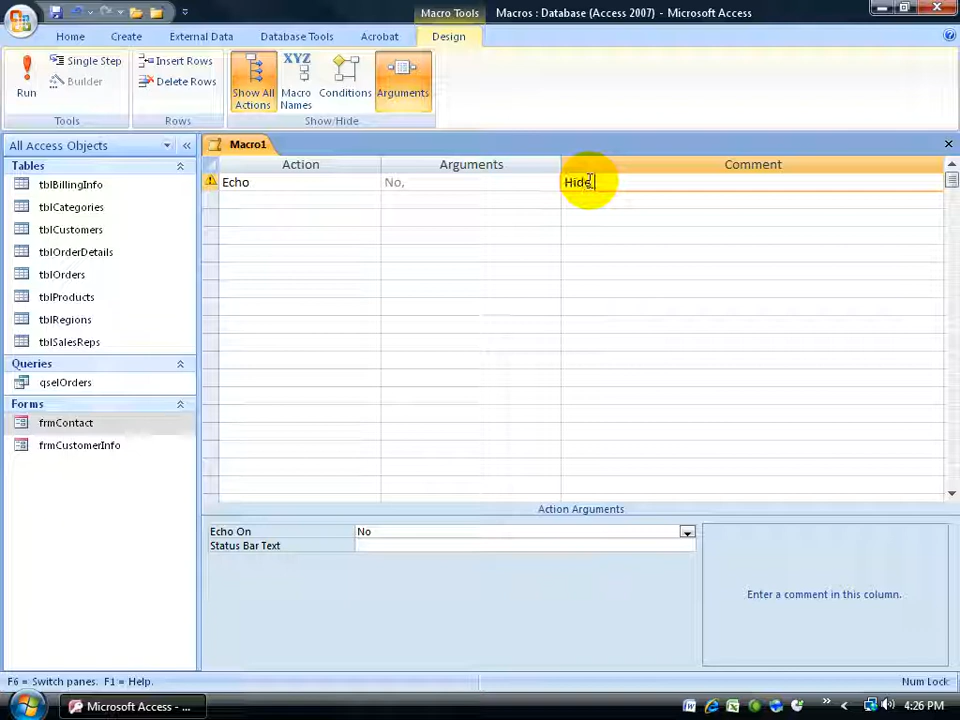 Macro Tools
Macros : Database (Access 2007) - Microsoft Access
Home
Create
External Data
Database Tools
Acrobat
Design
Run
Single Step
Builder
Tools
Insert Rows
Delete Rows
Rows
Show All
Actions
XYZ
Macro
Names
Conditions
Arguments
Show/Hide
All Access Objects
Tables
tblBillingInfo
tblCategories
tblCustomers
tblOrderDetails
tblOrders
tblProducts
tblRegions
tblSalesReps
Queries
qselOrders
Forms
frmContact
frmCustomerInfo
Macro1
Action
Arguments
Comment
Echo
No,
Hide
Action Arguments
Echo On
No
Status Bar Text
Enter a comment in this column.
F6 = Switch panes. F1 = Help.
Num Lock
Microsoft Access - ...
4:26 PM